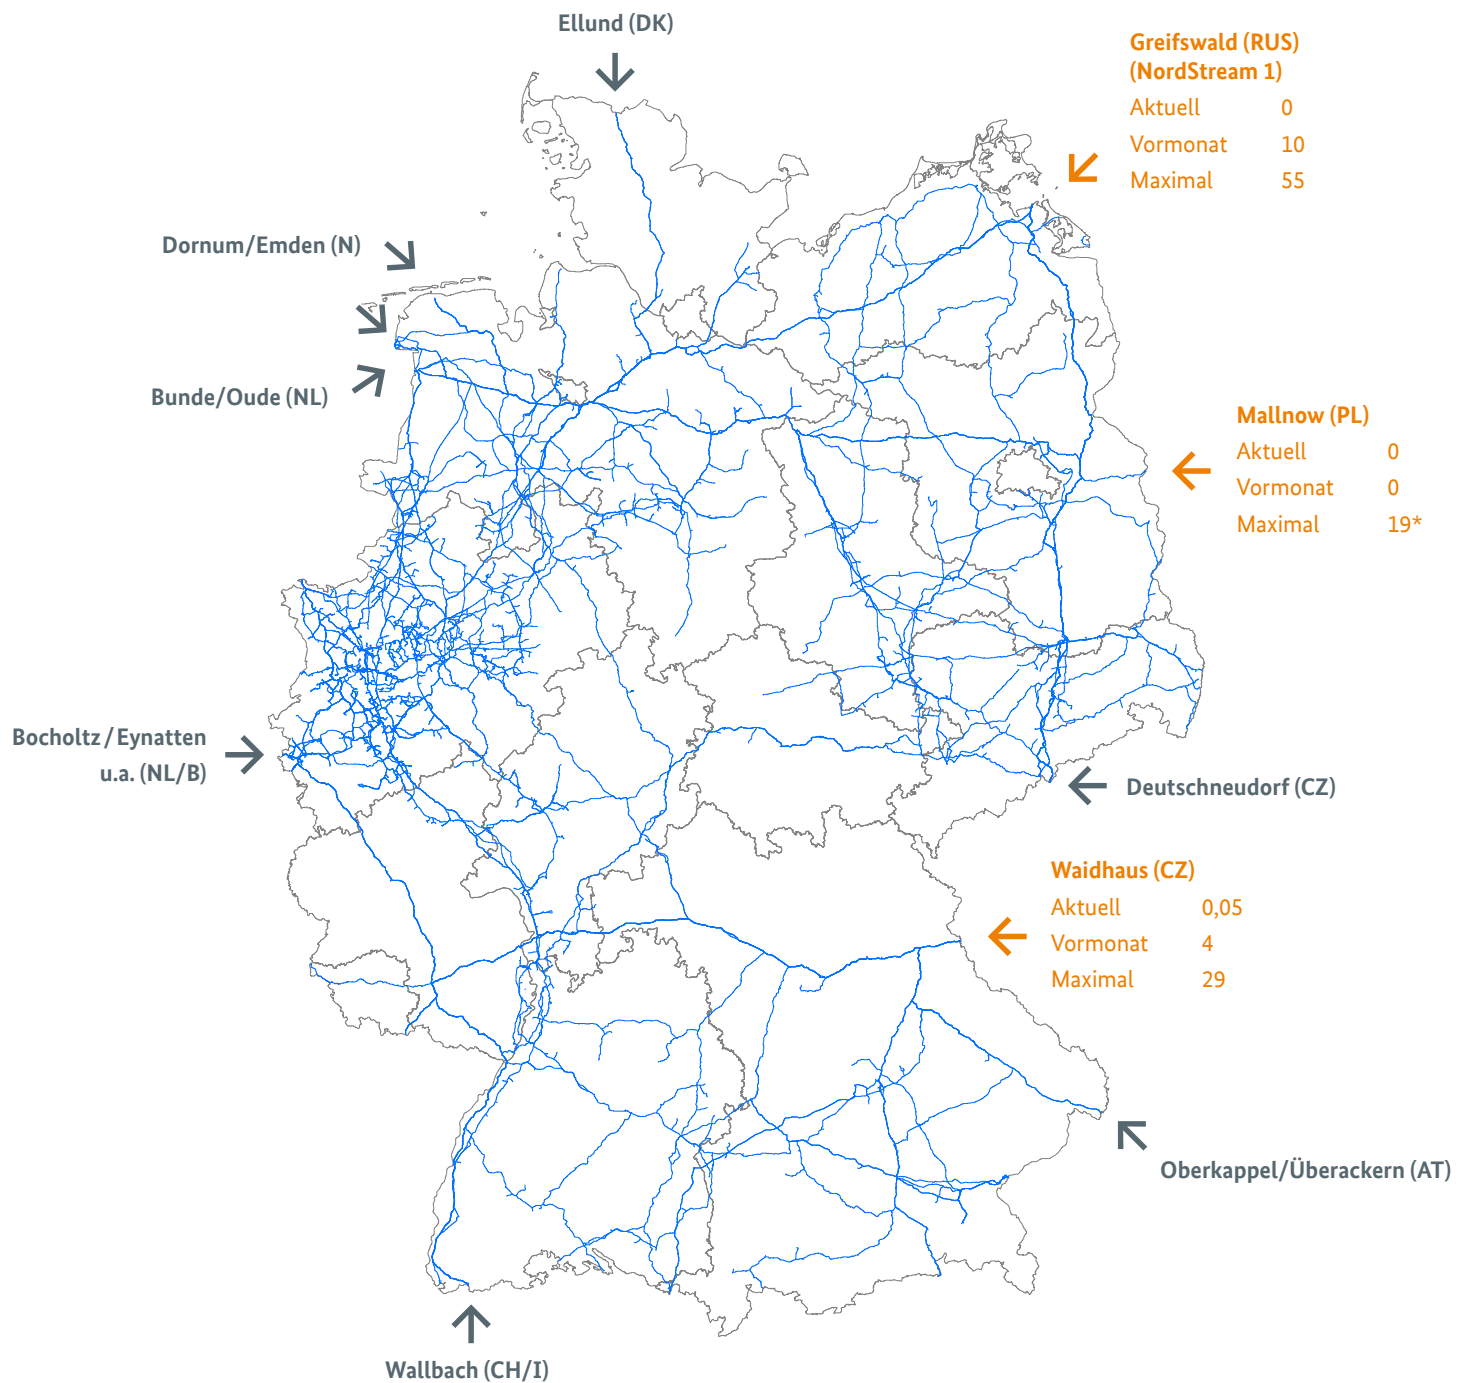 Ellund (DK)
Greifswald (RUS)
(NordStream 1)
Aktuell 0
Vormonat 10
Maximal 55
Dornum/Emden (N)
Bunde/Oude (NL)
Mallnow (PL)
Aktuell 0
Vormonat 0
Maximal 19*
Bocholtz / Eynatten
u.a. (NL/B)
Deutschneudorf (CZ)
Waidhaus (CZ)
Aktuell 0,05
Vormonat 4
Maximal 29
Oberkappel/Überackern (AT)
Wallbach (CH/I)